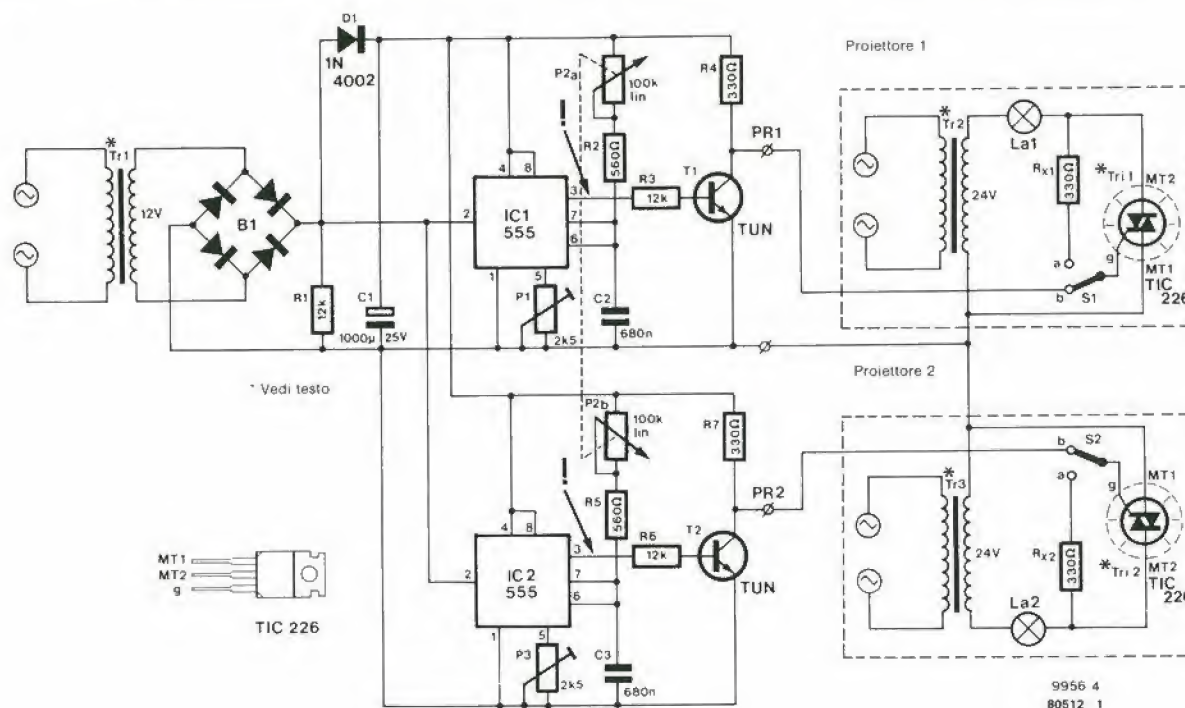 D1
1N
4002
* Tr1
12V
B1
R1
12k
C1
1000µ
25V
* Vedi testo
P2a
100k
lin
R2
560Ω
!
4
8
IC1
555
2
3
7
6
1
5
R3
12k
P1
2k5
C2
680n
T1
TUN
R4
330Ω
PR1
Proiettore 1
* Tr2
24V
La1
Rx1
330Ω
* Tri 1
MT2
a
g
b
S1
MT1
TIC
226
P2b
100k
lin
R5
560Ω
!
4
8
IC2
555
2
3
7
6
1
5
R6
12k
P3
2k5
C3
680n
T2
TUN
R7
330Ω
PR2
Proiettore 2
* Tr3
24V
La2
Rx2
330Ω
b
S2
a
g
MT1
* Tri 2
MT2
TIC
226
MT1
MT2
g
TIC 226
9956 4
80512 1